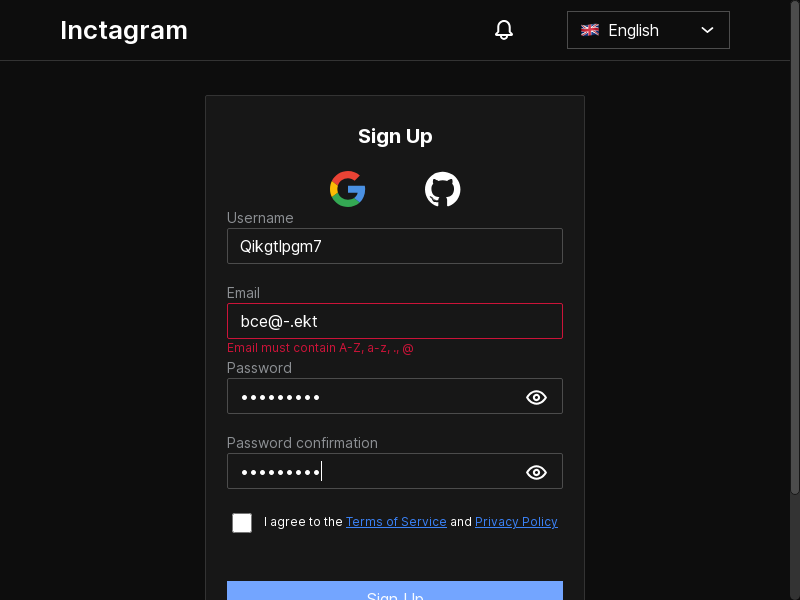 Inctagram
English
Sign Up
Username
Qikgtlpgm7
Email
bce@-.ekt
Email must contain A-Z, a-z, ., @
Password
•••••••••
Password confirmation
•••••••••
I agree to the Terms of Service and Privacy Policy
Sign Up